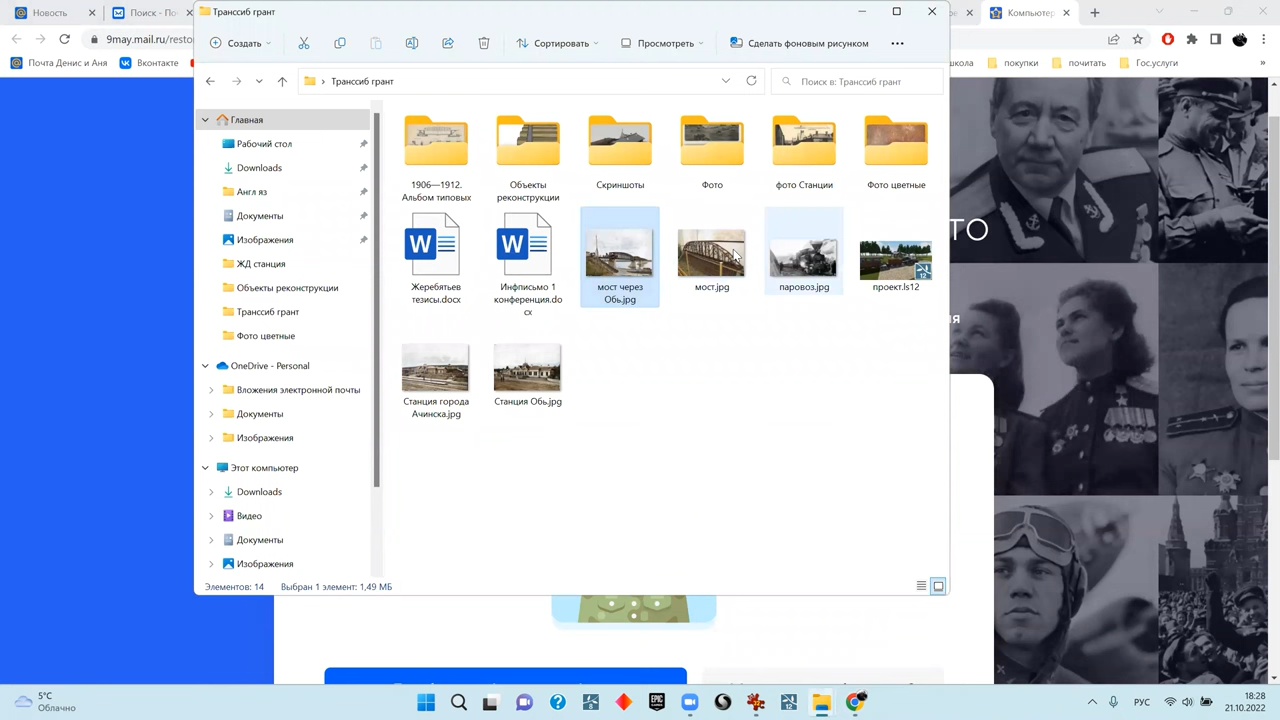 Новость
Поиск - Поч
Транссиб грант
Компьютер
9may.mail.ru/resto
Почта Денис и Аня
Вконтакте
школа
покупки
почитать
Гос.услуги
»
Создать
Сортировать
Просмотреть
Сделать фоновым рисунком
Транссиб грант
Поиск в: Транссиб грант
Главная
Рабочий стол
Downloads
Англ яз
Документы
Изображения
ЖД станция
Объекты реконструкции
Транссиб грант
Фото цветные
OneDrive - Personal
Вложения электронной почты
Документы
Изображения
Этот компьютер
Downloads
Видео
Документы
Изображения
1906—1912.
Альбом типовых
Объекты
реконструкции
Скриншоты
Фото
фото Станции
Фото цветные
Жеребятьев
тезисы.docx
Инфписьмо 1
конференция.do
cx
мост через
Обь.jpg
мост.jpg
паровоз.jpg
проект.ls12
Станция города
Ачинска.jpg
Станция Обь.jpg
Элементов: 14
Выбран 1 элемент: 1,49 МБ
ТО
ия
5°C
Облачно
EPIC
РУС
18:28
21.10.2022